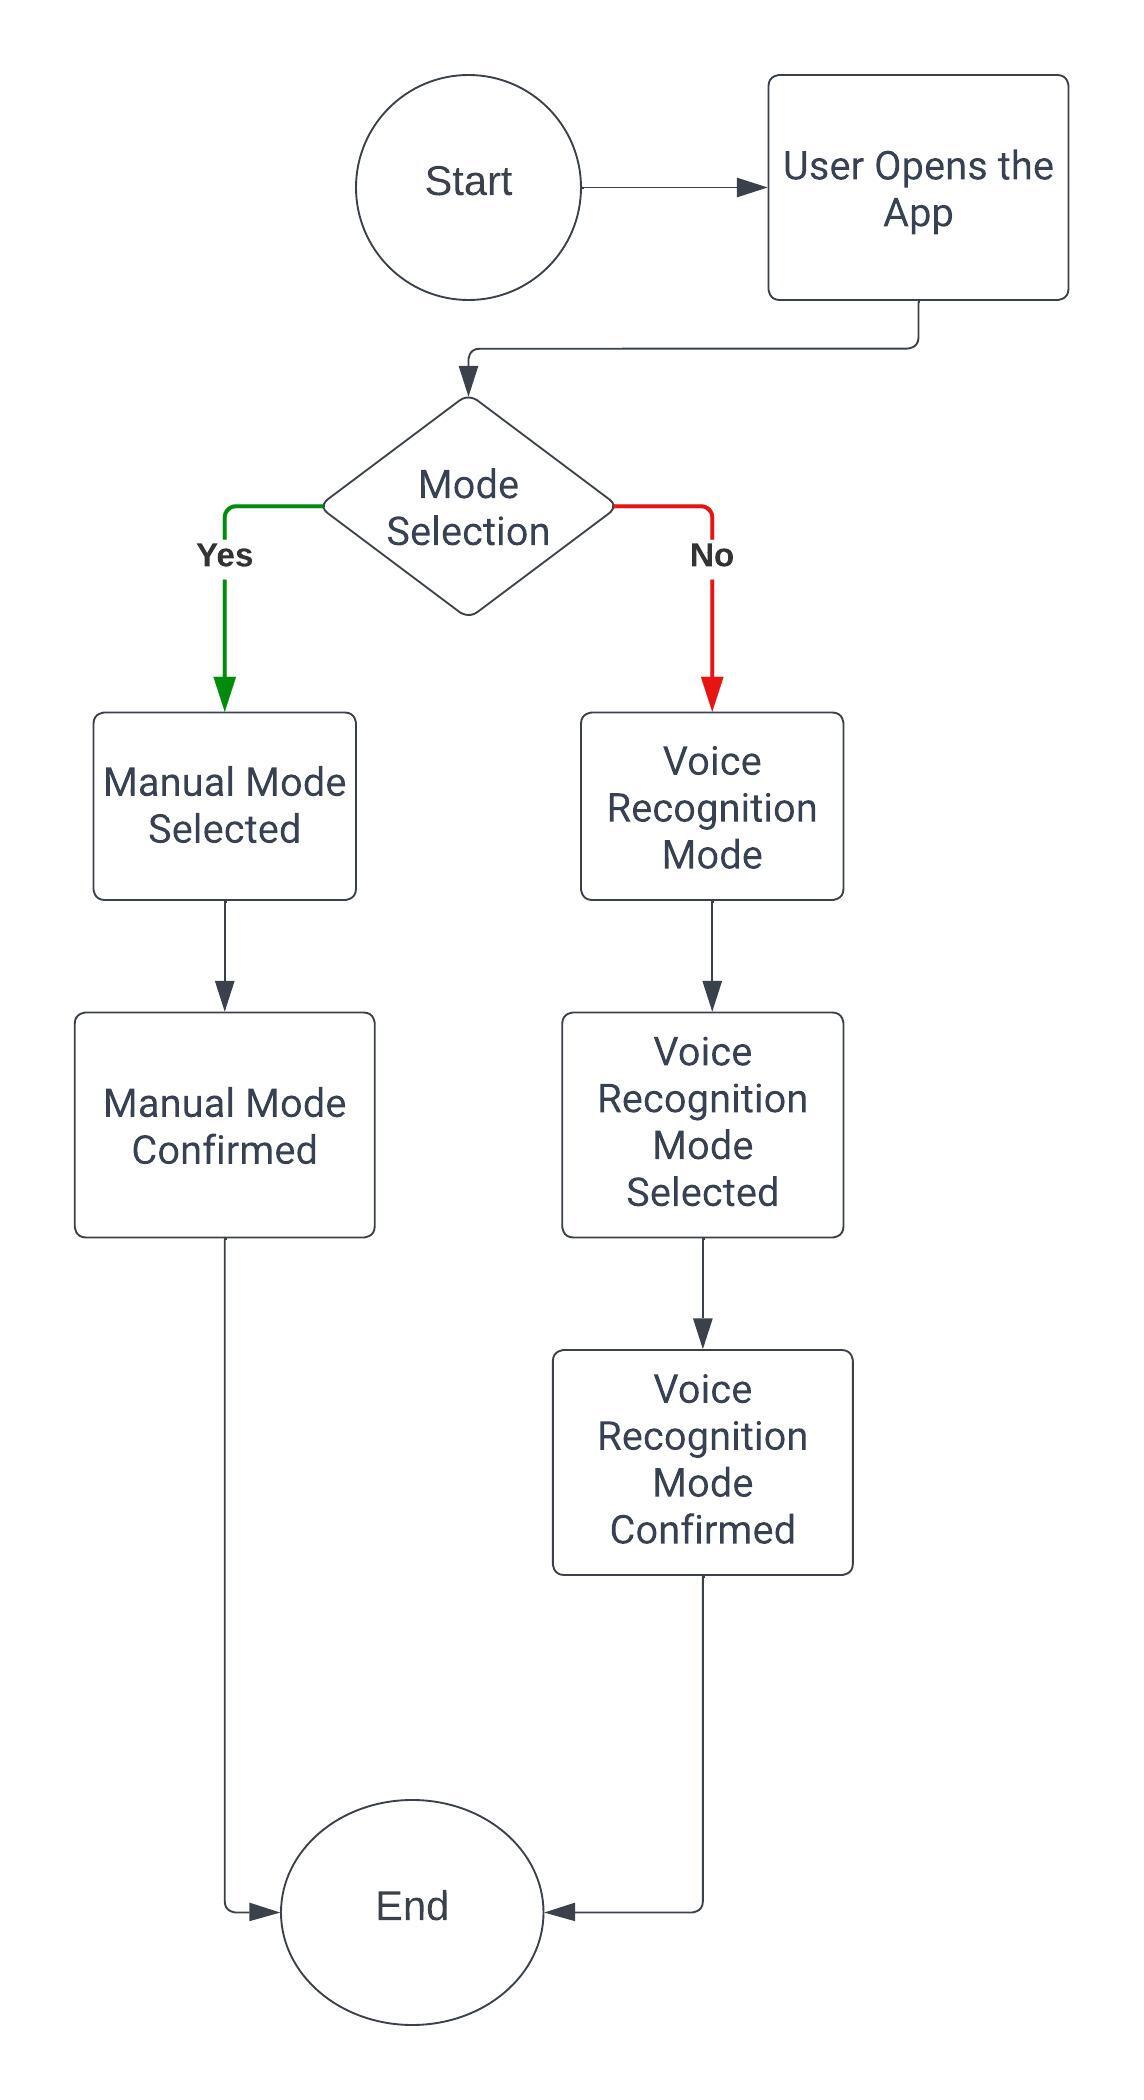 Start
User Opens the
App
Mode
Selection
Yes
No
Manual Mode
Selected
Voice
Recognition
Mode
Manual Mode
Confirmed
Voice
Recognition
Mode
Selected
Voice
Recognition
Mode
Confirmed
End